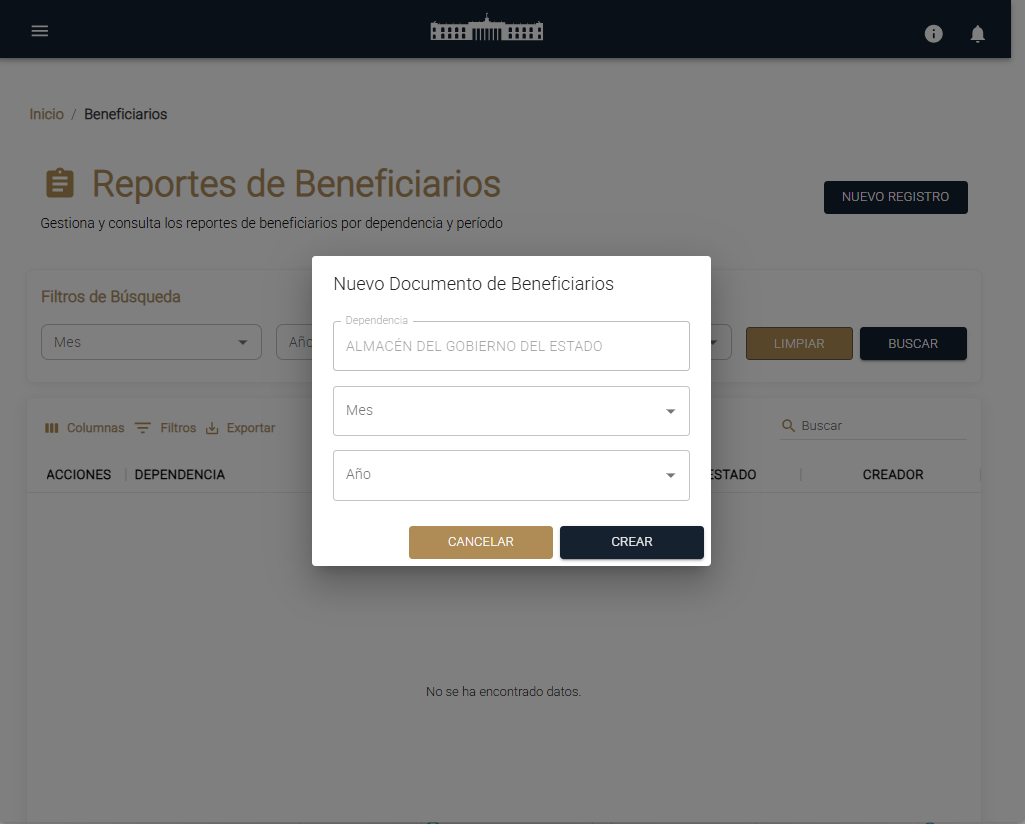 Inicio / Beneficiarios
Reportes de Beneficiarios
NUEVO REGISTRO
Gestiona y consulta los reportes de beneficiarios por dependencia y período
Filtros de Búsqueda
Mes
Año
LIMPIAR
BUSCAR
Nuevo Documento de Beneficiarios
Dependencia
ALMACÉN DEL GOBIERNO DEL ESTADO
Mes
Año
CANCELAR
CREAR
Columnas
Filtros
Exportar
Buscar
ACCIONES
DEPENDENCIA
ESTADO
CREADOR
No se ha encontrado datos.